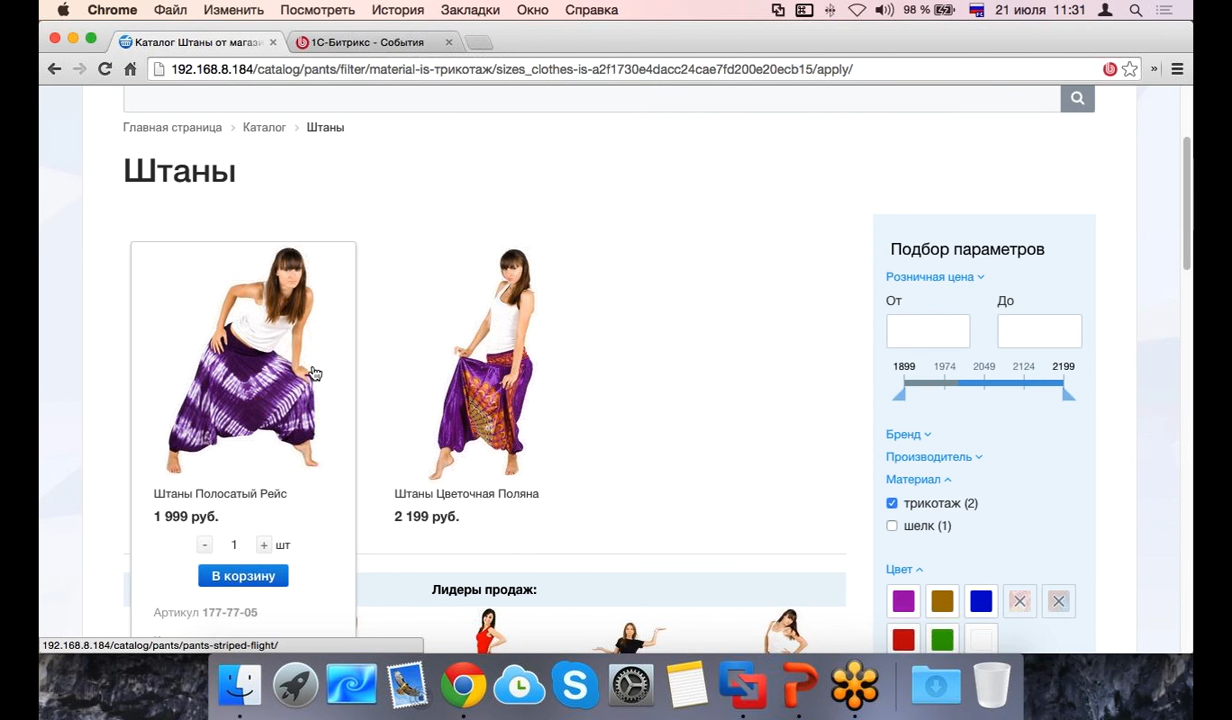 Chrome Файл Изменить Посмотреть История Закладки Окно Справка 98 % 21 июля 11:31
Каталог Штаны от магази 1С-Битрикс - События
192.168.8.184/catalog/pants/filter/material-is-трикотаж/sizes_clothes-is-a2f1730e4dacc24cae7fd200e20ecb15/apply/
Главная страница > Каталог > Штаны
Штаны
Подбор параметров
Розничная цена
От До
1899 1974 2049 2124 2199
Бренд
Производитель
Материал
трикотаж (2)
шелк (1)
Цвет
Штаны Полосатый Рейс
1 999 руб.
- 1 + шт
В корзину
Артикул 177-77-05
Штаны Цветочная Поляна
2 199 руб.
Лидеры продаж:
192.168.8.184/catalog/pants/pants-striped-flight/